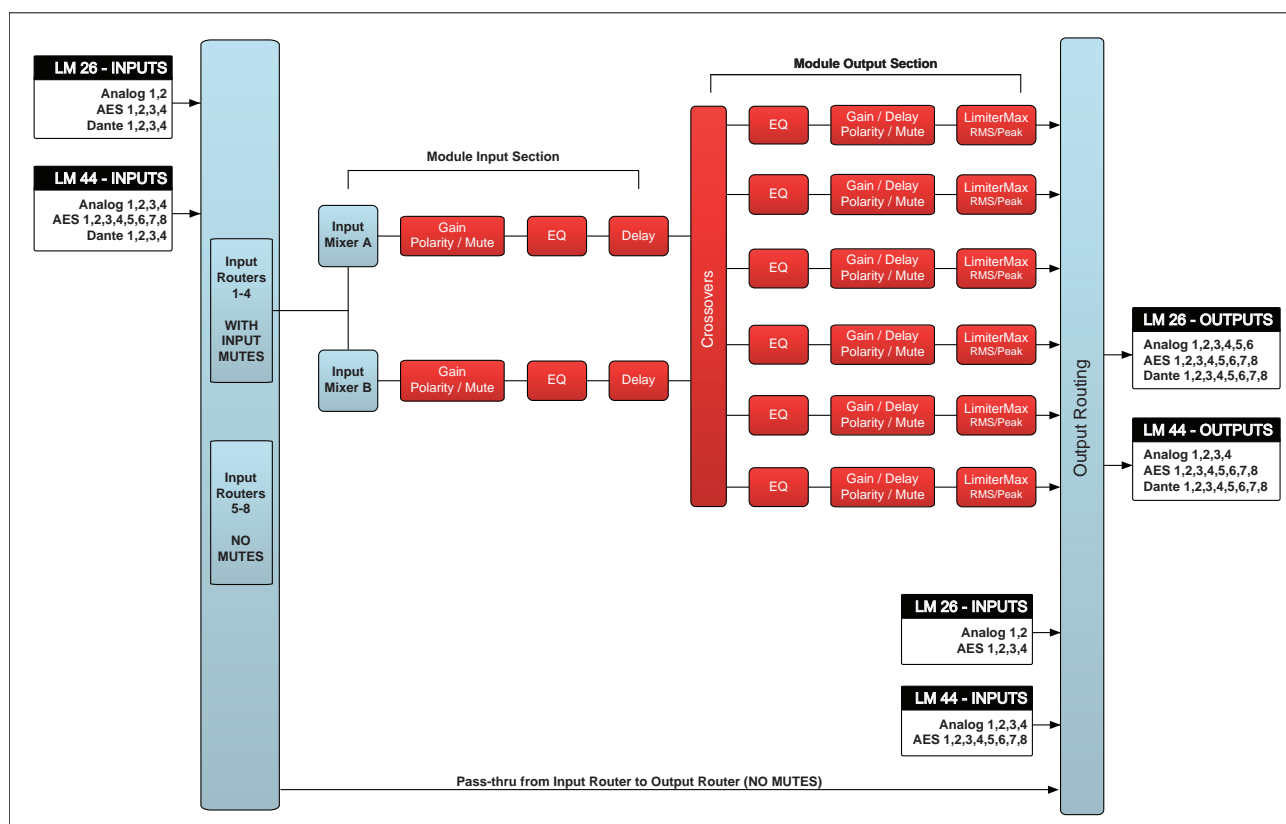 LM 26 - INPUTS
Analog 1,2
AES 1,2,3,4
Dante 1,2,3,4
LM 44 - INPUTS
Analog 1,2,3,4
AES 1,2,3,4,5,6,7,8
Dante 1,2,3,4
Input
Routers
1-4
WITH
INPUT
MUTES
Input
Routers
5-8
NO
MUTES
Module Input Section
Input
Mixer A
Gain
Polarity / Mute
EQ
Delay
Input
Mixer B
Gain
Polarity / Mute
EQ
Delay
Crossovers
Module Output Section
EQ
Gain / Delay
Polarity / Mute
LimiterMax
RMS/Peak
EQ
Gain / Delay
Polarity / Mute
LimiterMax
RMS/Peak
EQ
Gain / Delay
Polarity / Mute
LimiterMax
RMS/Peak
EQ
Gain / Delay
Polarity / Mute
LimiterMax
RMS/Peak
EQ
Gain / Delay
Polarity / Mute
LimiterMax
RMS/Peak
EQ
Gain / Delay
Polarity / Mute
LimiterMax
RMS/Peak
Output Routing
LM 26 - OUTPUTS
Analog 1,2,3,4,5,6
AES 1,2,3,4,5,6,7,8
Dante 1,2,3,4,5,6,7,8
LM 44 - OUTPUTS
Analog 1,2,3,4
AES 1,2,3,4,5,6,7,8
Dante 1,2,3,4,5,6,7,8
LM 26 - INPUTS
Analog 1,2
AES 1,2,3,4
LM 44 - INPUTS
Analog 1,2,3,4
AES 1,2,3,4,5,6,7,8
Pass-thru from Input Router to Output Router (NO MUTES)